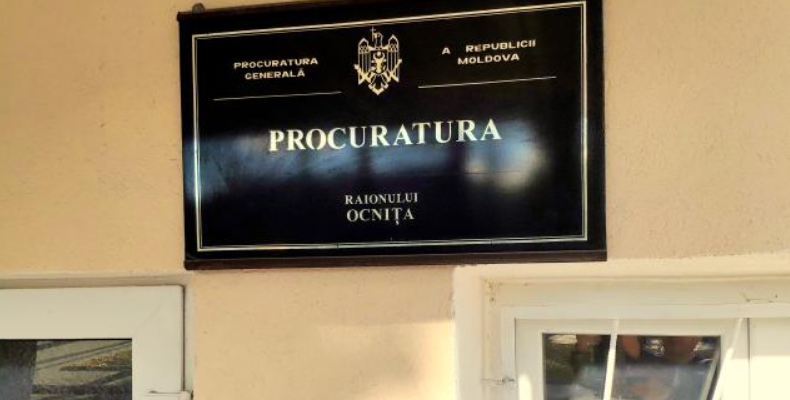 PROCURATURA
GENERALĂ
A REPUBLICII
MOLDOVA
PROCURATURA
RAIONULUI
OCNIȚA